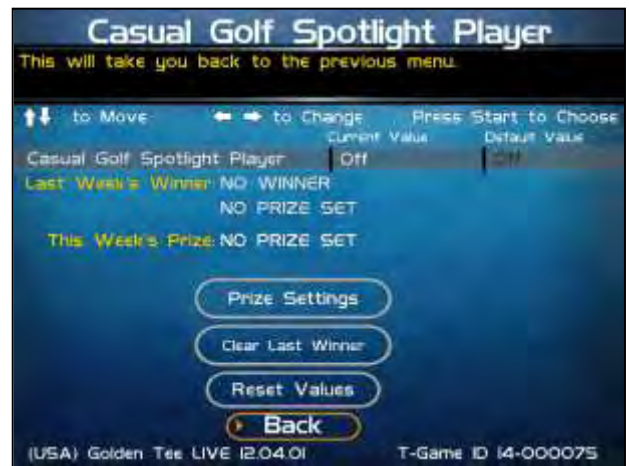 Casual Golf Spotlight Player
This will take you back to the previous menu.
to Move to Change Press Start to Choose
Current Value Default Value
Casual Golf Spotlight Player Off Off
Last Week's Winner: NO WINNER
NO PRIZE SET
This Week's Prize: NO PRIZE SET
Prize Settings
Clear Last Winner
Reset Values
Back
(USA) Golden Tee LIVE 12.04.01 T-Game ID 14-000075